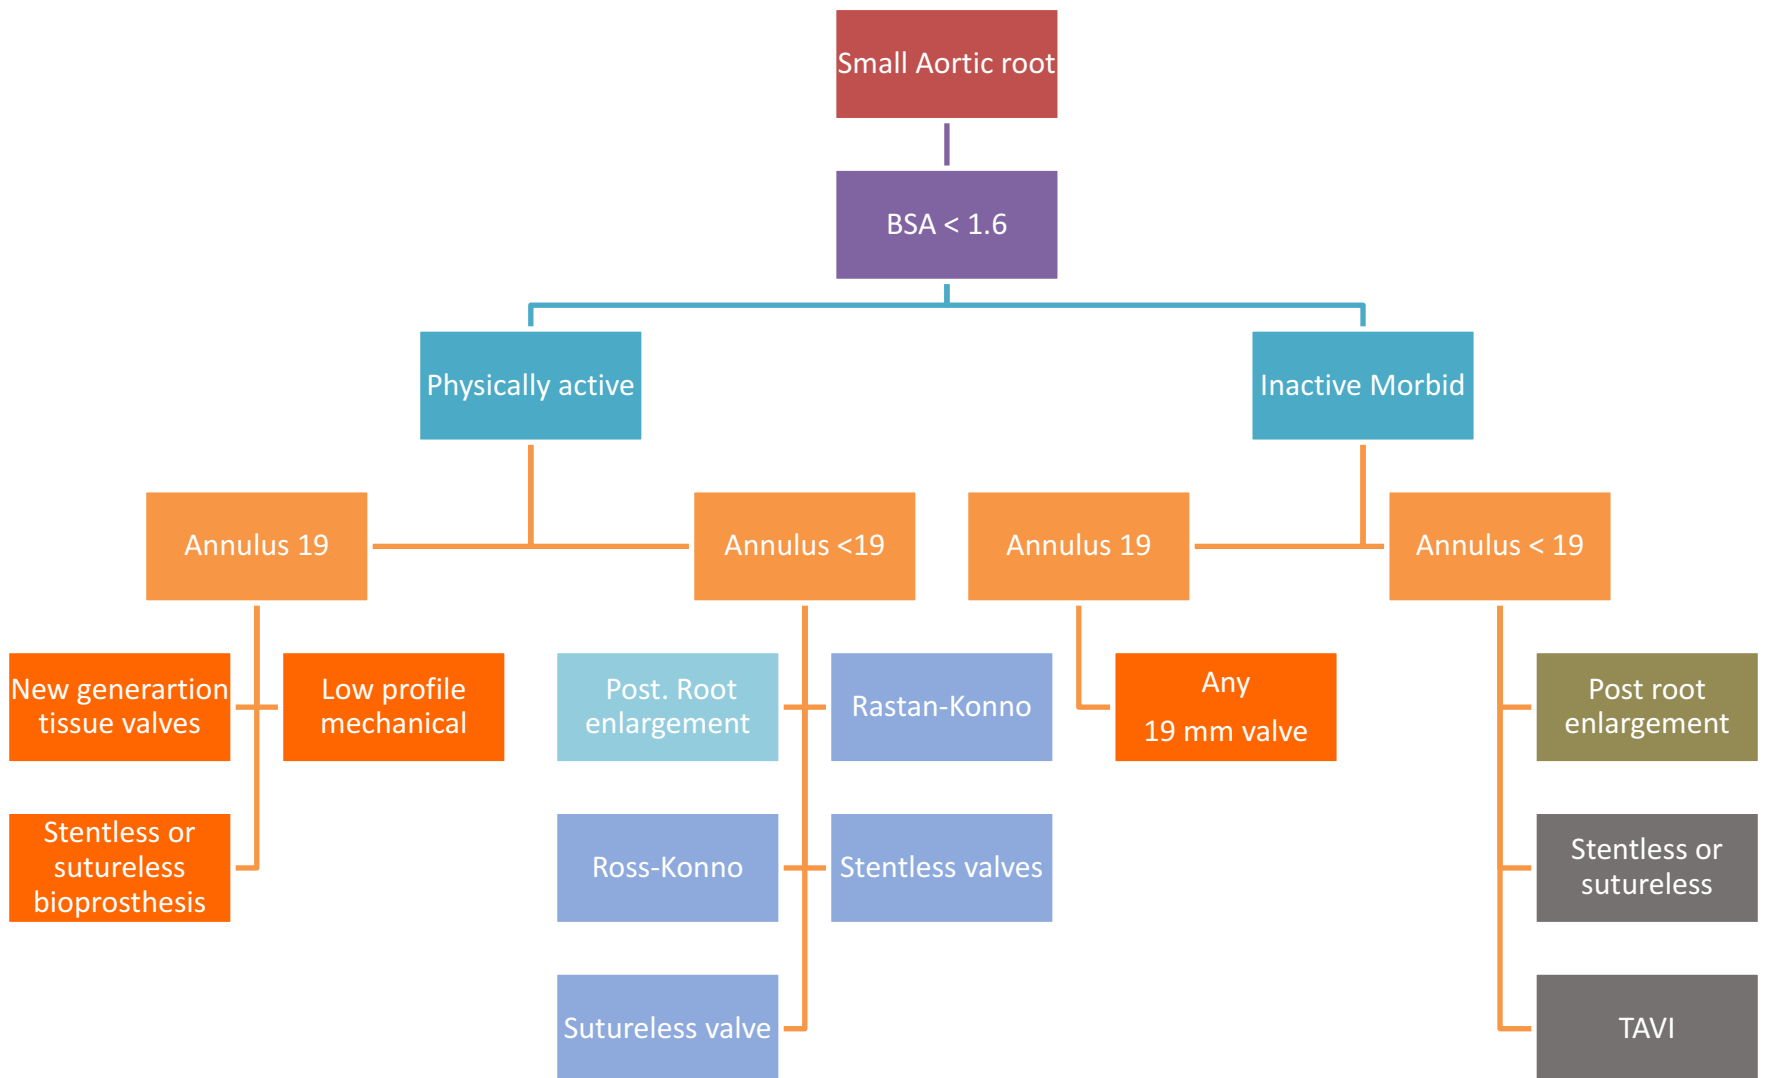 Small Aortic root
BSA < 1.6
Physically active
Inactive Morbid
Annulus 19
Annulus <19
Annulus 19
Annulus < 19
New generartion
tissue valves
Low profile
mechanical
Post. Root
enlargement
Rastan-Konno
Any
19 mm valve
Post root
enlargement
Stentless or
sutureless
bioprosthesis
Ross-Konno
Stentless valves
Stentless or
sutureless
Sutureless valve
TAVI